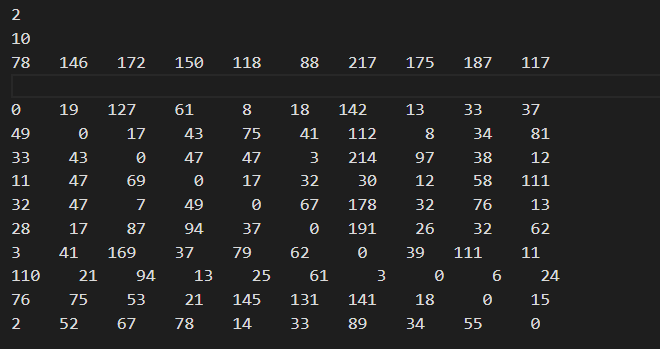 2
10
78 146 172 150 118 88 217 175 187 117
0 19 127 61 8 18 142 13 33 37
49 0 17 43 75 41 112 8 34 81
33 43 0 47 47 3 214 97 38 12
11 47 69 0 17 32 30 12 58 111
32 47 7 49 0 67 178 32 76 13
28 17 87 94 37 0 191 26 32 62
3 41 169 37 79 62 0 39 111 11
110 21 94 13 25 61 3 0 6 24
76 75 53 21 145 131 141 18 0 15
2 52 67 78 14 33 89 34 55 0